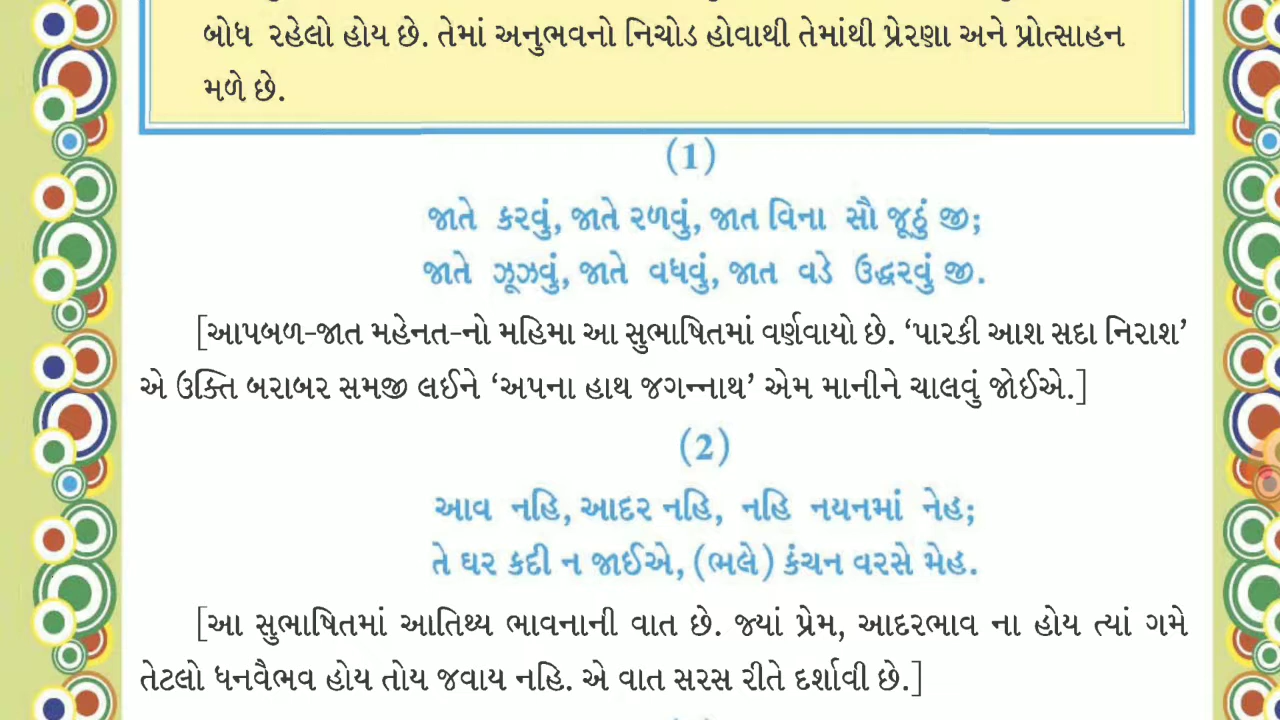 બોધ રહેલો હોય છે. તેમાં અનુભવનો નિચોડ હોવાથી તેમાંથી પ્રેરણા અને પ્રોત્સાહન
મળે છે.
(1)
જાતે કરવું, જાતે રળવું, જાત વિના સૌ જૂઠું જી;
જાતે ઝૂઝવું, જાતે વધવું, જાત વડે ઉદ્ધરવું જી.
[આપબળ-જાત મહેનત-નો મહિમા આ સુભાષિતમાં વર્ણવાયો છે. ‘પારકી આશ સદા નિરાશ’
એ ઉક્તિ બરાબર સમજી લઈને ‘અપના હાથ જગન્નાથ’ એમ માનીને ચાલવું જોઈએ.]
(2)
આવ નહિ, આદર નહિ, નહિ નયનમાં નેહ;
તે ઘર કદી ન જાઈએ, (ભલે) કંચન વરસે મેહ.
[આ સુભાષિતમાં આતિથ્ય ભાવનાની વાત છે. જ્યાં પ્રેમ, આદરભાવ ના હોય ત્યાં ગમે
તેટલો ધનવૈભવ હોય તોય જવાય નહિ. એ વાત સરસ રીતે દર્શાવી છે.]